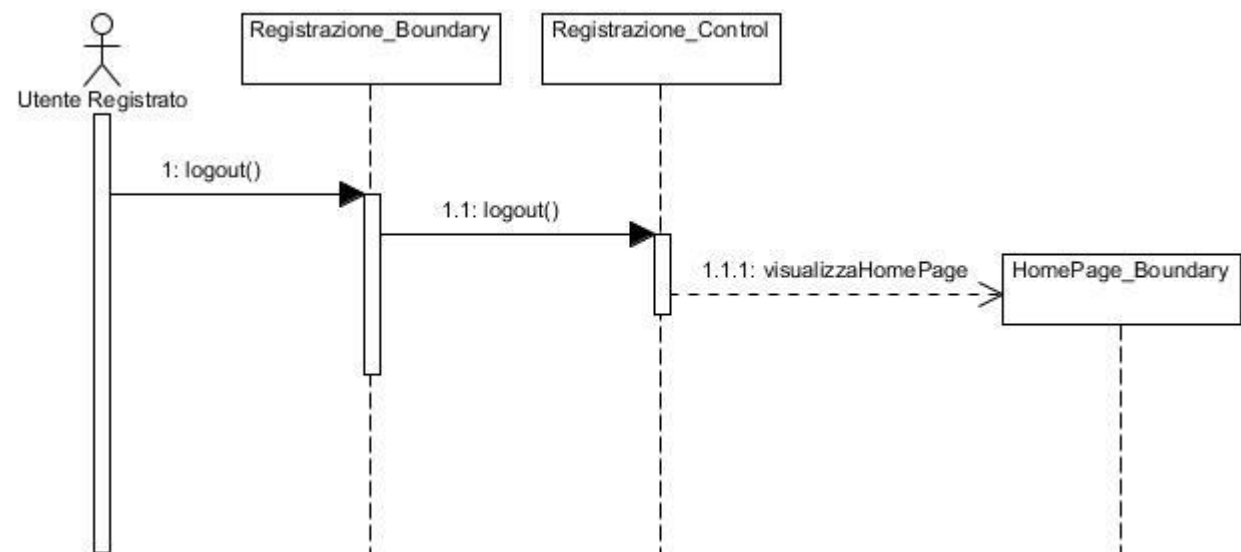 Registrazione_Boundary
Registrazione_Control
Utente Registrato
1: logout()
1.1: logout()
1.1.1: visualizzaHomePage
HomePage_Boundary